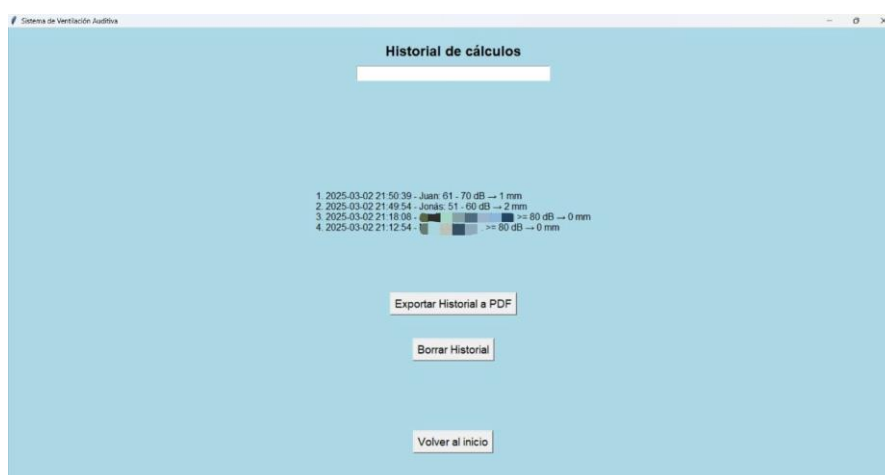 Sistema de Ventilación Auditiva
Historial de cálculos
1. 2025-03-02 21:50:39 - Juan: 61 - 70 dB → 1 mm
2. 2025-03-02 21:49:54 - Jonás: 51 - 60 dB → 2 mm
3. 2025-03-02 21:18:08 - >= 80 dB → 0 mm
4. 2025-03-02 21:12:54 - >= 80 dB → 0 mm
Exportar Historial a PDF
Borrar Historial
Volver al inicio